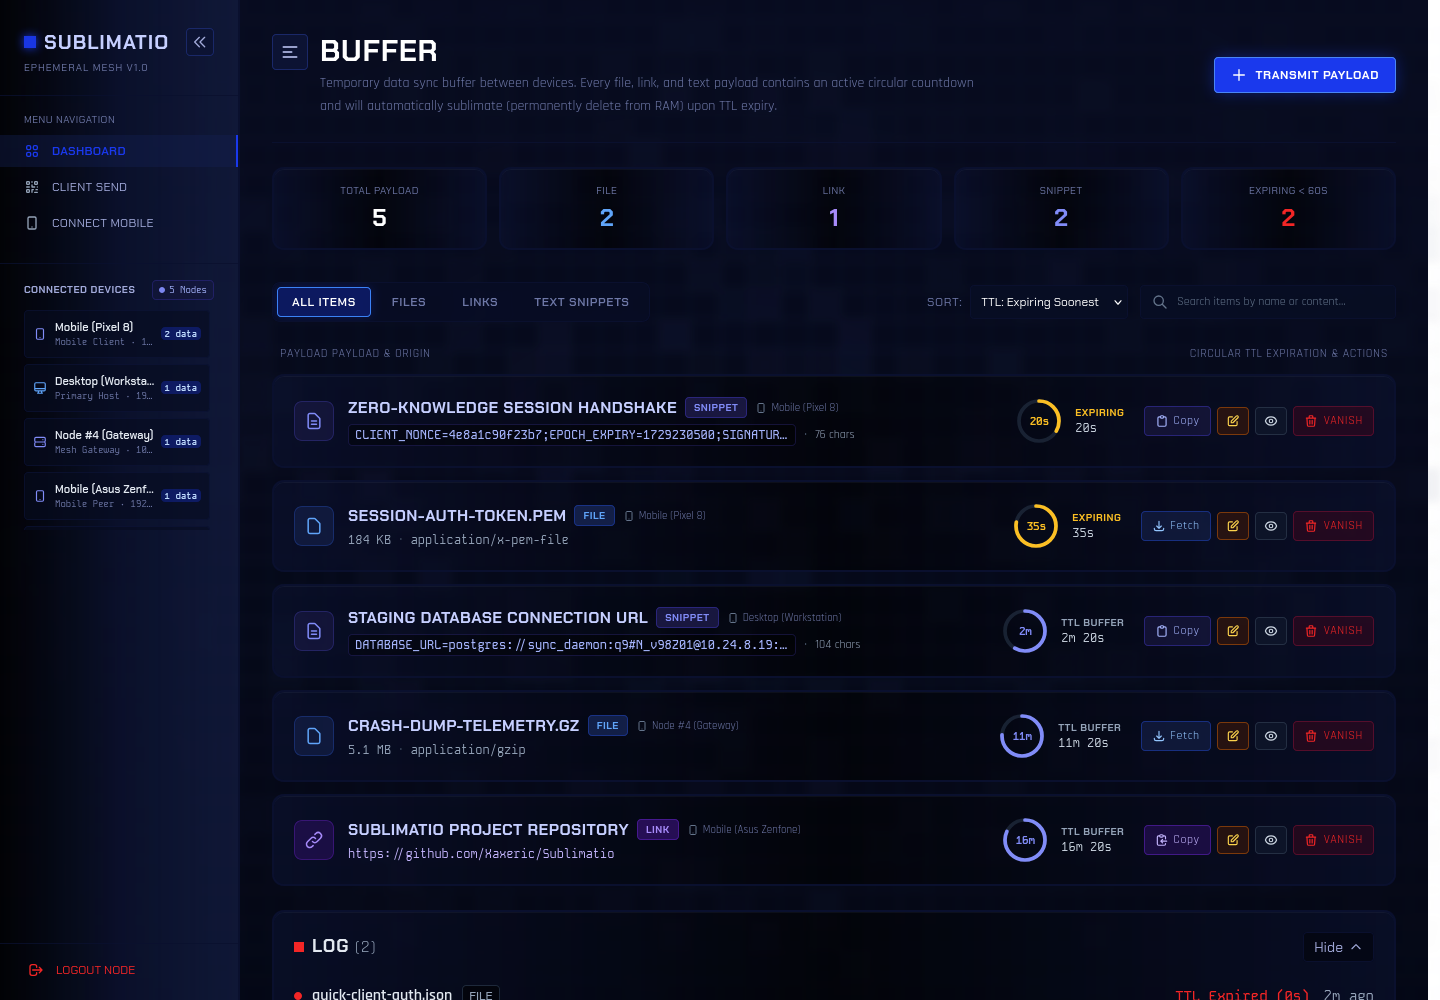 SUBLIMATIO
EPHEMERAL MESH V1.0
MENU NAVIGATION
DASHBOARD
CLIENT SEND
CONNECT MOBILE
CONNECTED DEVICES
5 Nodes
Mobile (Pixel 8)
Mobile Client · 1…
2 data
Desktop (Worksta…
Primary Host · 19…
1 data
Node #4 (Gateway)
Mesh Gateway · 10…
1 data
Mobile (Asus Zenf…
Mobile Peer · 192…
1 data
LOGOUT NODE
BUFFER
Temporary data sync buffer between devices. Every file, link, and text payload contains an active circular countdown
and will automatically sublimate (permanently delete from RAM) upon TTL expiry.
TRANSMIT PAYLOAD
TOTAL PAYLOAD
5
FILE
2
LINK
1
SNIPPET
2
EXPIRING < 60S
2
ALL ITEMS FILES LINKS TEXT SNIPPETS
SORT: TTL: Expiring Soonest
Search items by name or content...
PAYLOAD PAYLOAD & ORIGIN
CIRCULAR TTL EXPIRATION & ACTIONS
ZERO-KNOWLEDGE SESSION HANDSHAKE SNIPPET Mobile (Pixel 8)
CLIENT_NONCE=4e8a1c90f23b7;EPOCH_EXPIRY=1729230500;SIGNATUR… · 76 chars
20s
EXPIRING
20s
Copy
VANISH
SESSION-AUTH-TOKEN.PEM FILE Mobile (Pixel 8)
184 KB · application/x-pem-file
35s
EXPIRING
35s
Fetch
VANISH
STAGING DATABASE CONNECTION URL SNIPPET Desktop (Workstation)
DATABASE_URL=postgres://sync_daemon:q9#N_v98201@10.24.8.19:… · 104 chars
2m
TTL BUFFER
2m 20s
Copy
VANISH
CRASH-DUMP-TELEMETRY.GZ FILE Node #4 (Gateway)
5.1 MB · application/gzip
11m
TTL BUFFER
11m 20s
Fetch
VANISH
SUBLIMATIO PROJECT REPOSITORY LINK Mobile (Asus Zenfone)
https://github.com/Xaxeric/Sublimatio
16m
TTL BUFFER
16m 20s
Copy
VANISH
LOG (2)
Hide
quick-client-auth.json FILE
TTL Expired (0s) 2m ago